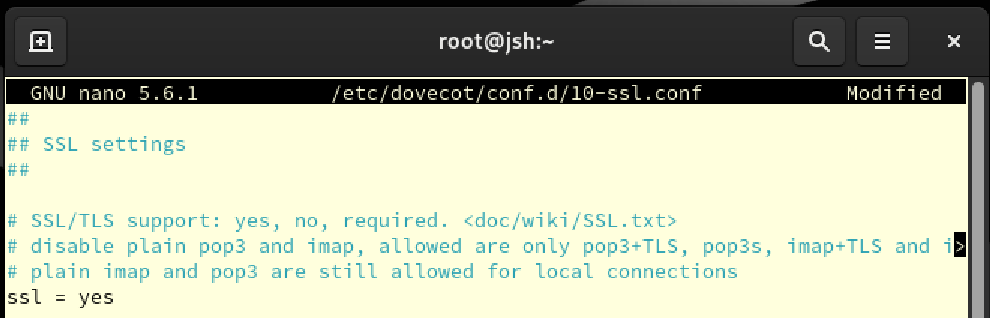 root@jsh:~
GNU nano 5.6.1 /etc/dovecot/conf.d/10-ssl.conf Modified
##
## SSL settings
##
# SSL/TLS support: yes, no, required. <doc/wiki/SSL.txt>
# disable plain pop3 and imap, allowed are only pop3+TLS, pop3s, imap+TLS and i>
# plain imap and pop3 are still allowed for local connections
ssl = yes